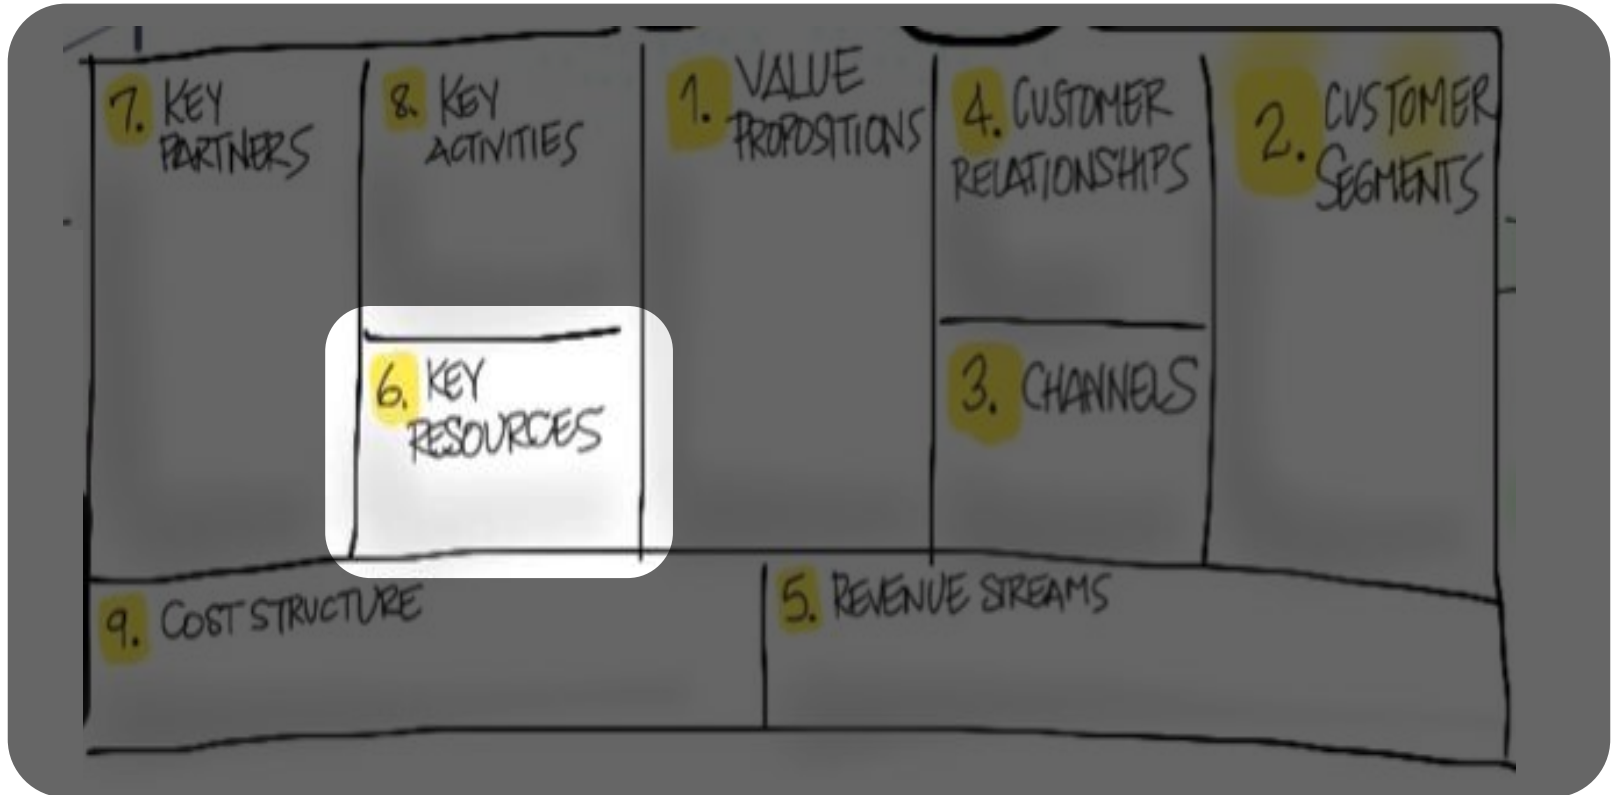 7. KEY
PARTNERS
8. KEY
ACTIVITIES
1. VALUE
PROPOSITIONS
4. CUSTOMER
RELATIONSHIPS
2. CUSTOMER
SEGMENTS
6. KEY
RESOURCES
3. CHANNELS
9. COST STRUCTURE
5. REVENUE STREAMS